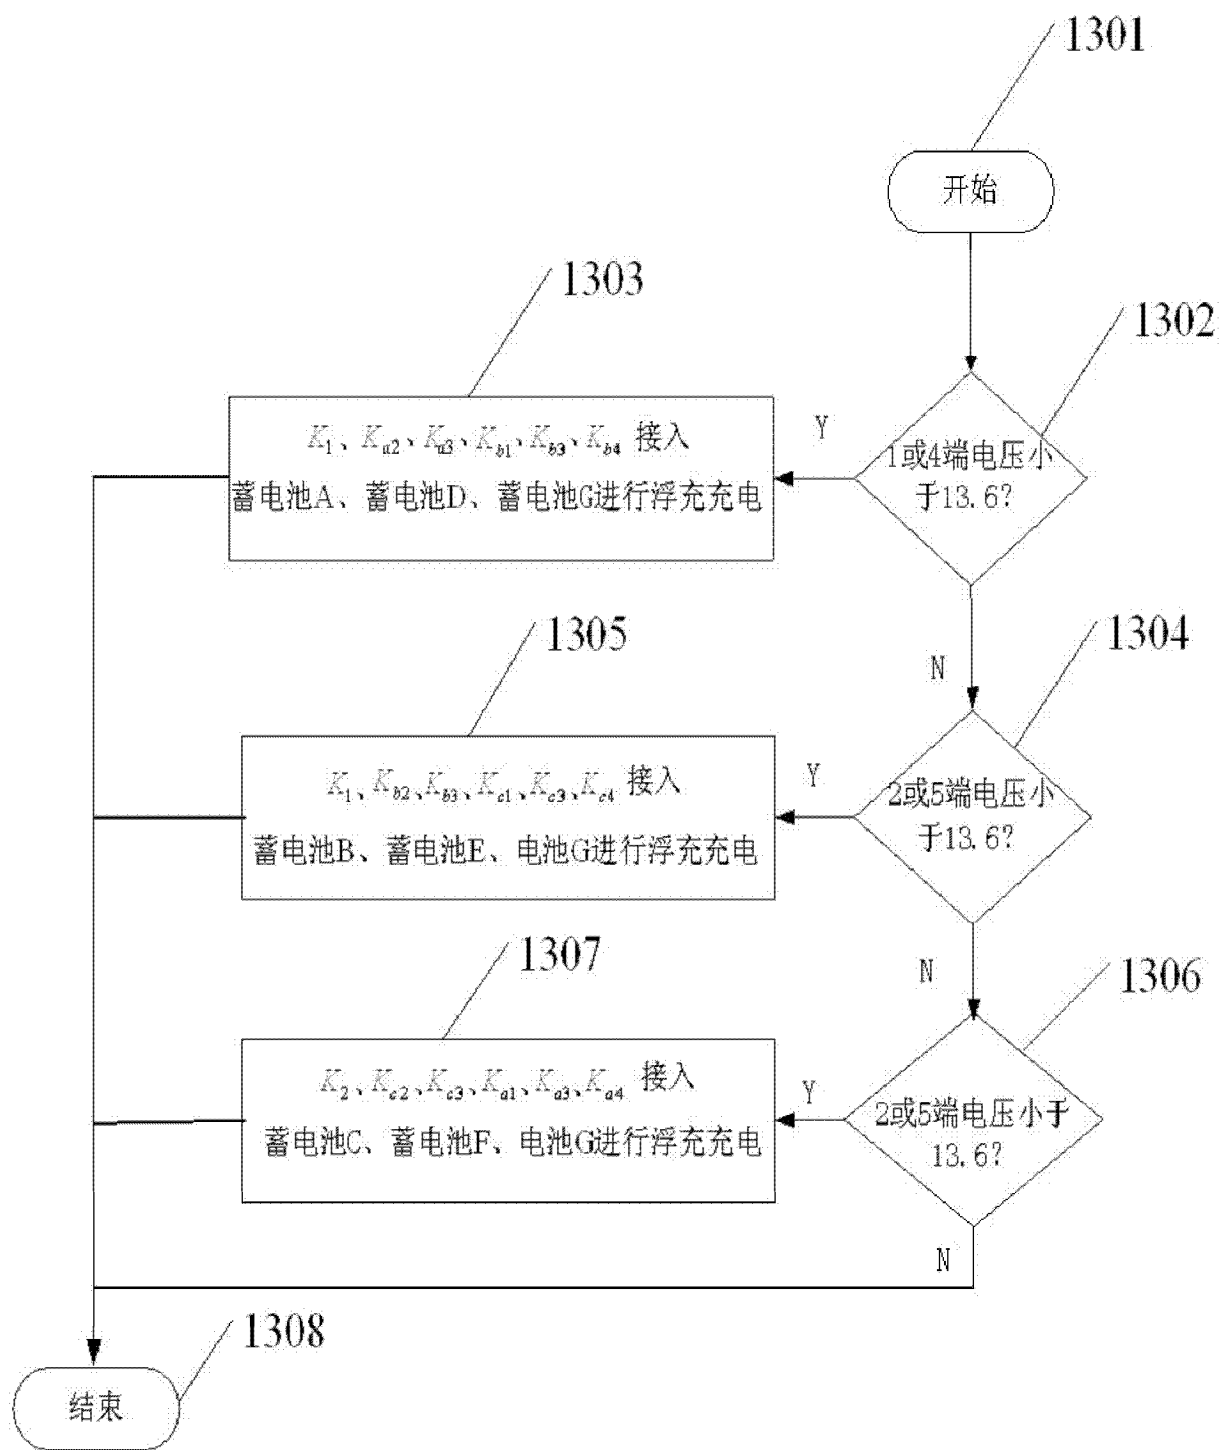 1301
开始
1303
1302
K1、Ka2、Ka3、Kb1、Kb3、Kb4 接入
蓄电池A、蓄电池D、蓄电池G进行浮充充电
Y
1或4端电压小
于13.6?
N
1305
1304
K1、Kb2、Kb3、Kc1、Kc3、Kc4 接入
蓄电池B、蓄电池E、电池G进行浮充充电
Y
2或5端电压小
于13.6?
N
1307
1306
K2、Kc2、Kc3、Ka1、Ka3、Ka4 接入
蓄电池C、蓄电池F、电池G进行浮充充电
Y
2或5端电压小于
13.6?
N
1308
结束